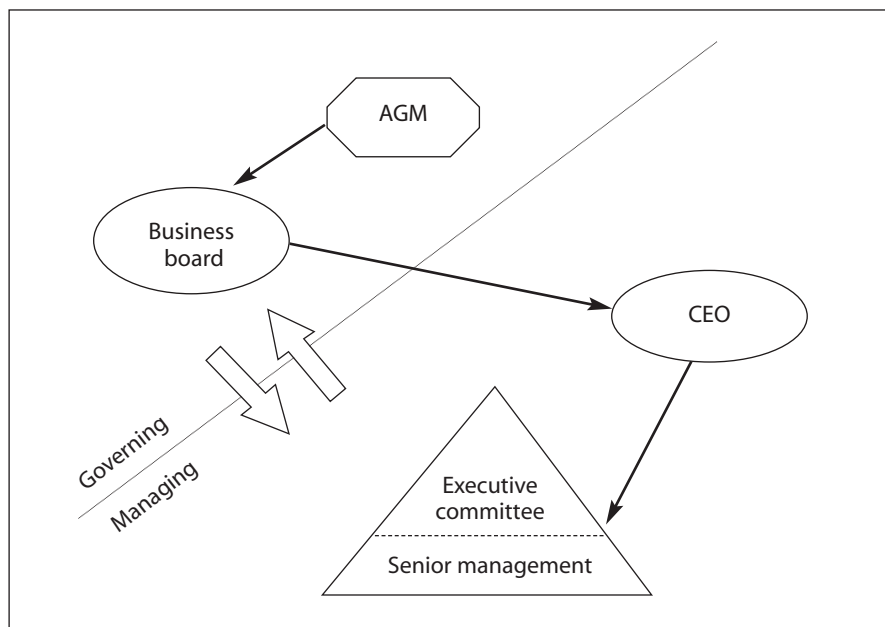 AGM
Business
board
CEO
Governing
Managing
Executive
committee
Senior management